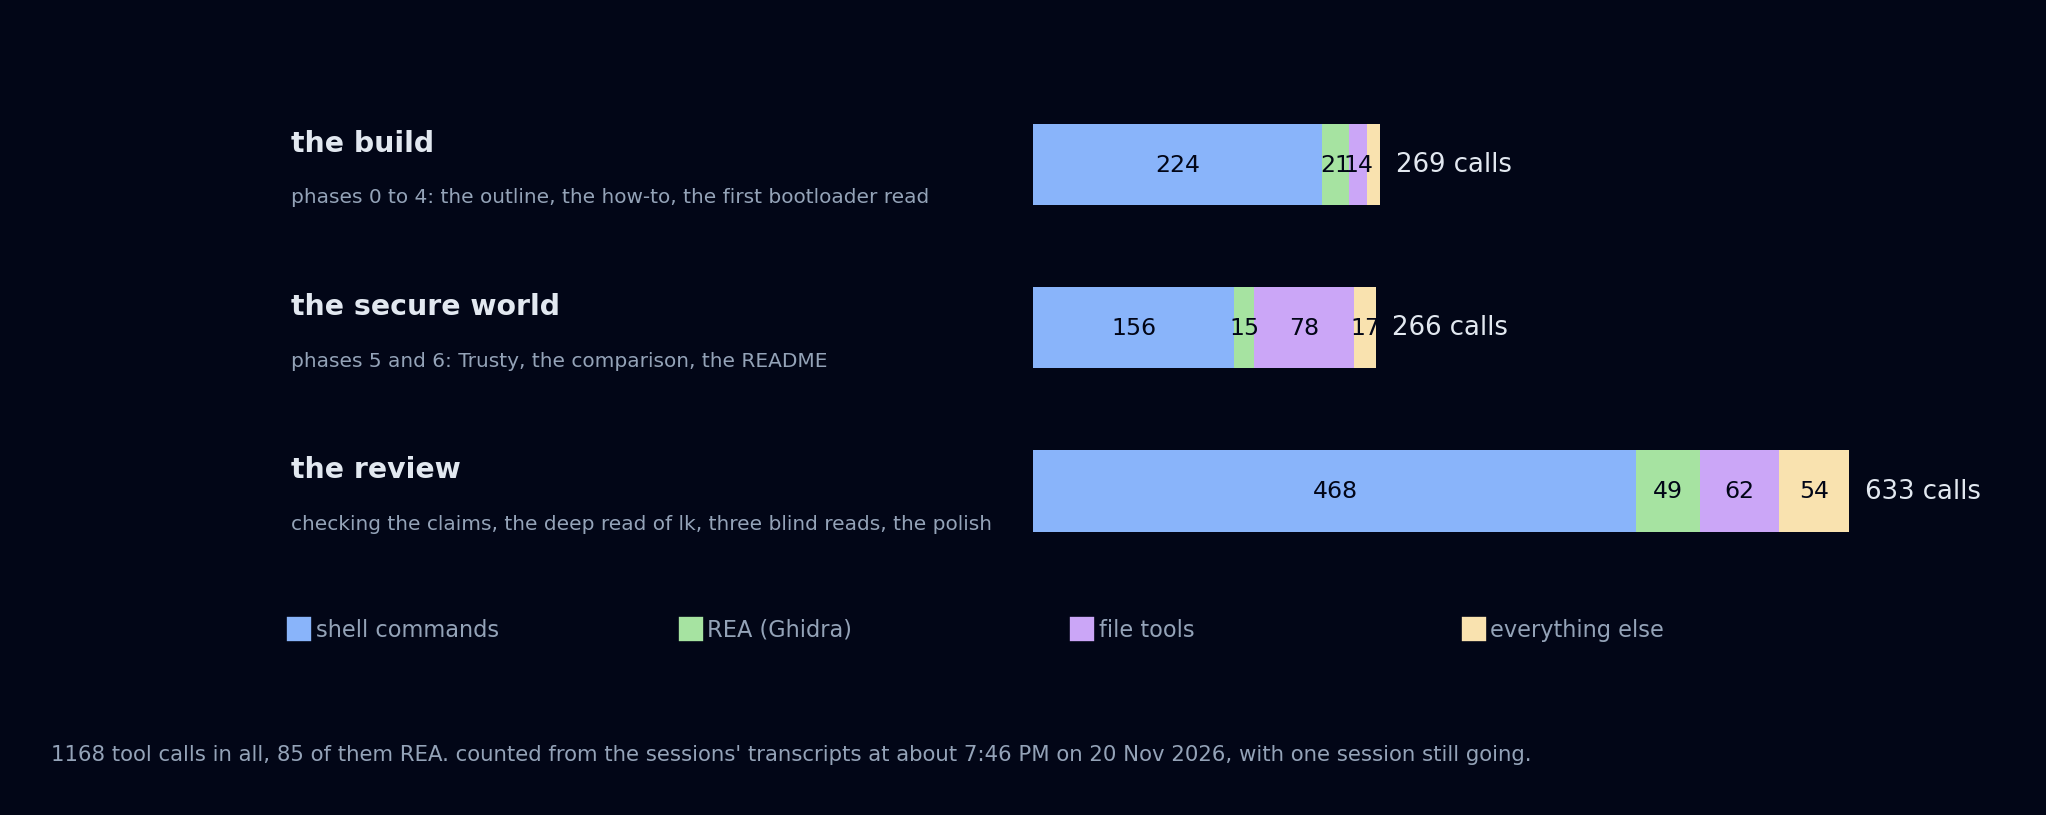 the build
phases 0 to 4: the outline, the how-to, the first bootloader read
224 21 14 269 calls
the secure world
phases 5 and 6: Trusty, the comparison, the README
156 15 78 17 266 calls
the review
checking the claims, the deep read of lk, three blind reads, the polish
468 49 62 54 633 calls
shell commands REA (Ghidra) file tools everything else
1168 tool calls in all, 85 of them REA. counted from the sessions' transcripts at about 7:46 PM on 20 Nov 2026, with one session still going.